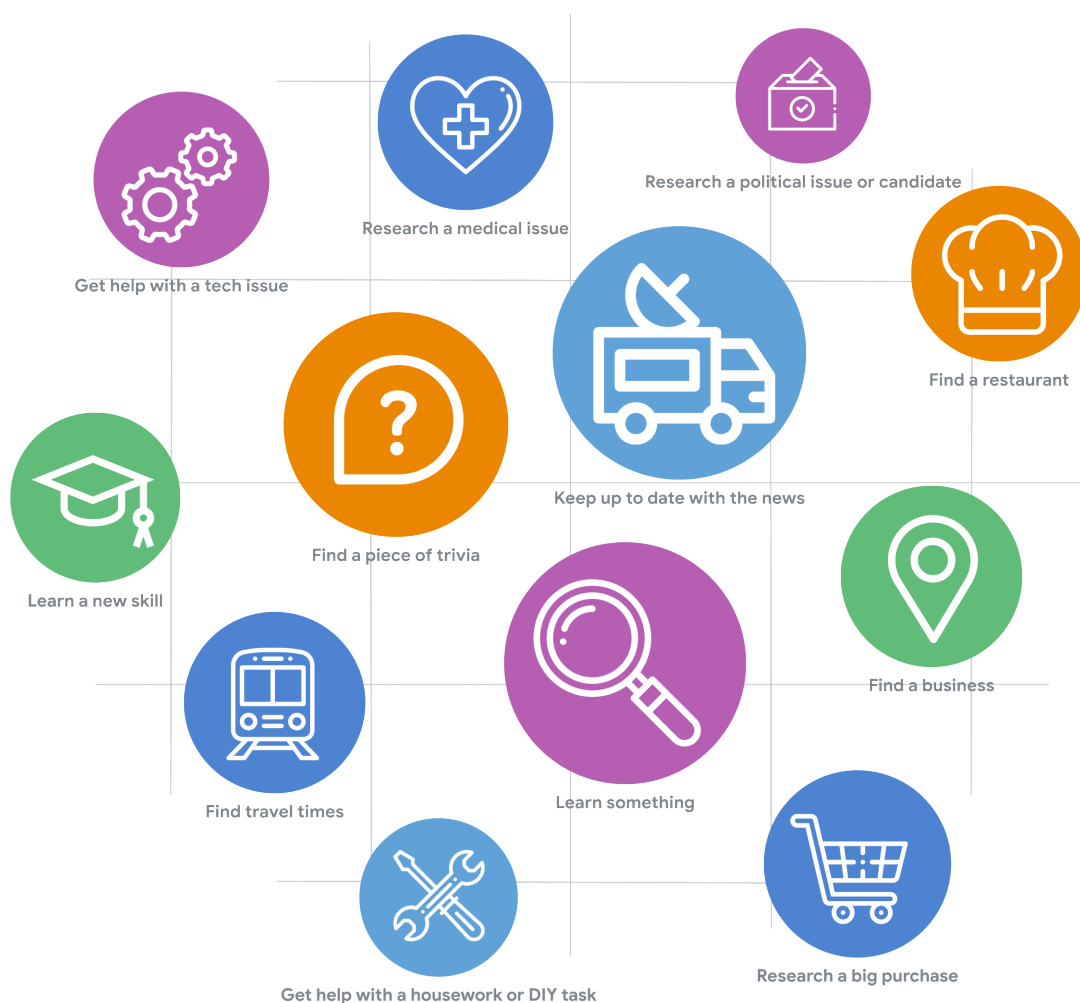 Research a political issue or candidate
Research a medical issue
Get help with a tech issue
Find a restaurant
Keep up to date with the news
?
Find a piece of trivia
Learn a new skill
Find a business
Learn something
Find travel times
Research a big purchase
Get help with a housework or DIY task